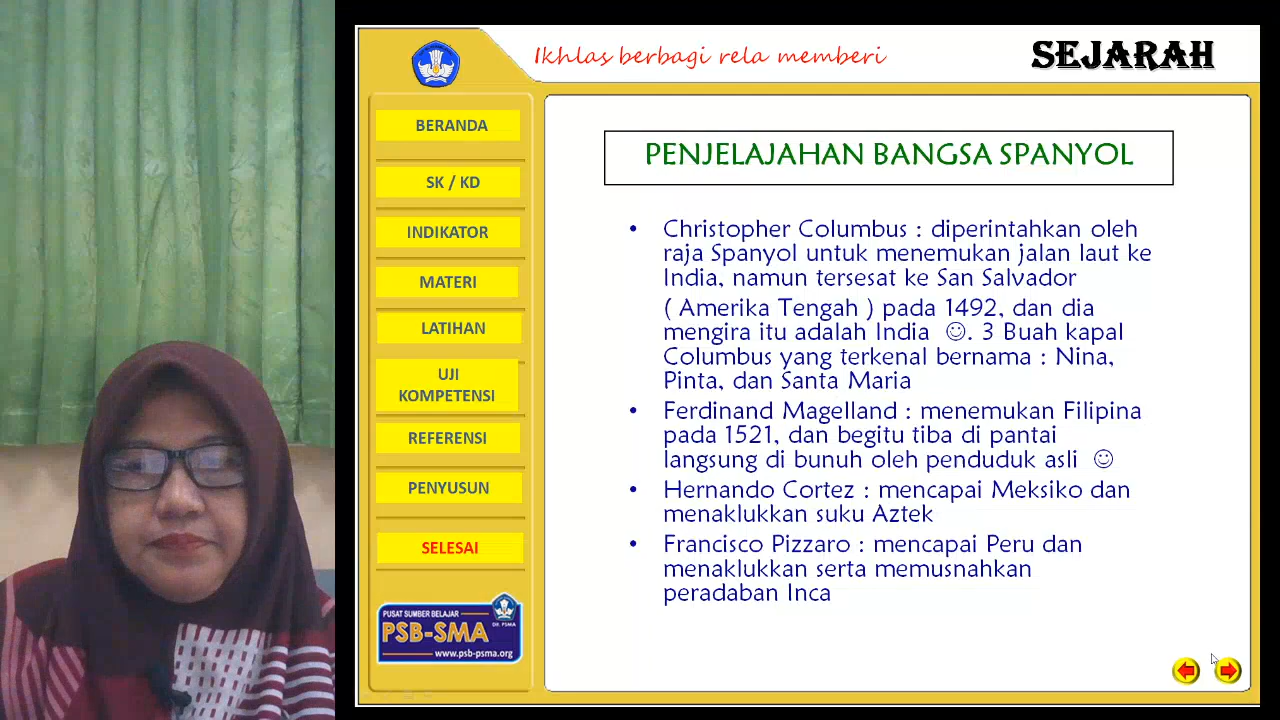 Ikhlas berbagi rela memberi
SEJARAH
BERANDA
SK / KD
INDIKATOR
MATERI
LATIHAN
UJI
KOMPETENSI
REFERENSI
PENYUSUN
SELESAI
PUSAT SUMBER BELAJAR
DIR. PSMA
PSB-SMA
www.psb-psma.org
PENJELAJAHAN BANGSA SPANYOL
• Christopher Columbus : diperintahkan oleh
raja Spanyol untuk menemukan jalan laut ke
India, namun tersesat ke San Salvador
( Amerika Tengah ) pada 1492, dan dia
mengira itu adalah India ☺. 3 Buah kapal
Columbus yang terkenal bernama : Nina,
Pinta, dan Santa Maria
• Ferdinand Magelland : menemukan Filipina
pada 1521, dan begitu tiba di pantai
langsung di bunuh oleh penduduk asli ☺
• Hernando Cortez : mencapai Meksiko dan
menaklukkan suku Aztek
• Francisco Pizzaro : mencapai Peru dan
menaklukkan serta memusnahkan
peradaban Inca